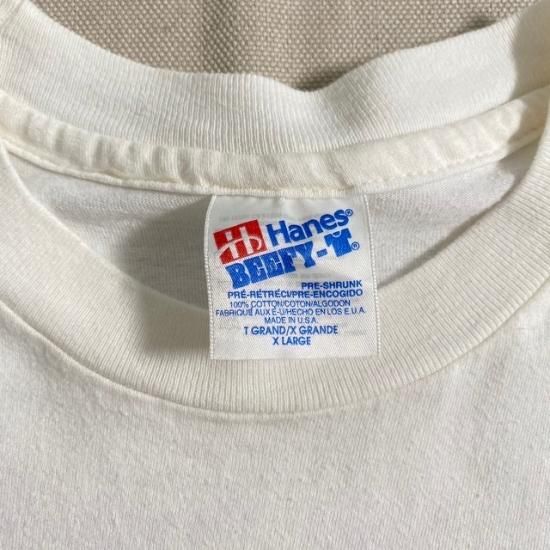 Hanes®
BEEFY-T®
PRE-SHRUNK
PRÉ-RÉTRÉCI/PRE-ENCOGIDO
100% COTTON/COTON/ALGODON
FABRIQUÉ AUX É-U/HECHO EN LOS E.U.A.
MADE IN U.S.A.
T GRAND/X GRANDE
X LARGE